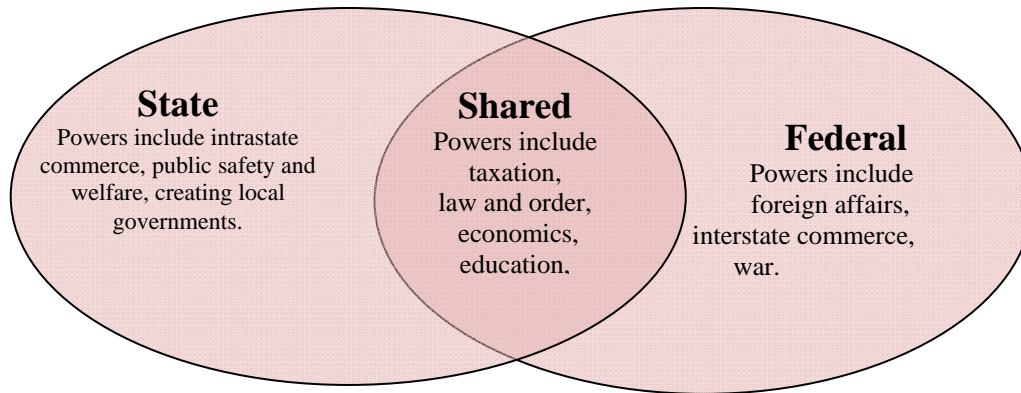 State
Powers include intrastate
commerce, public safety and
welfare, creating local
governments.
Shared
Powers include
taxation,
law and order,
economics,
education.
Federal
Powers include
foreign affairs,
interstate commerce,
war.